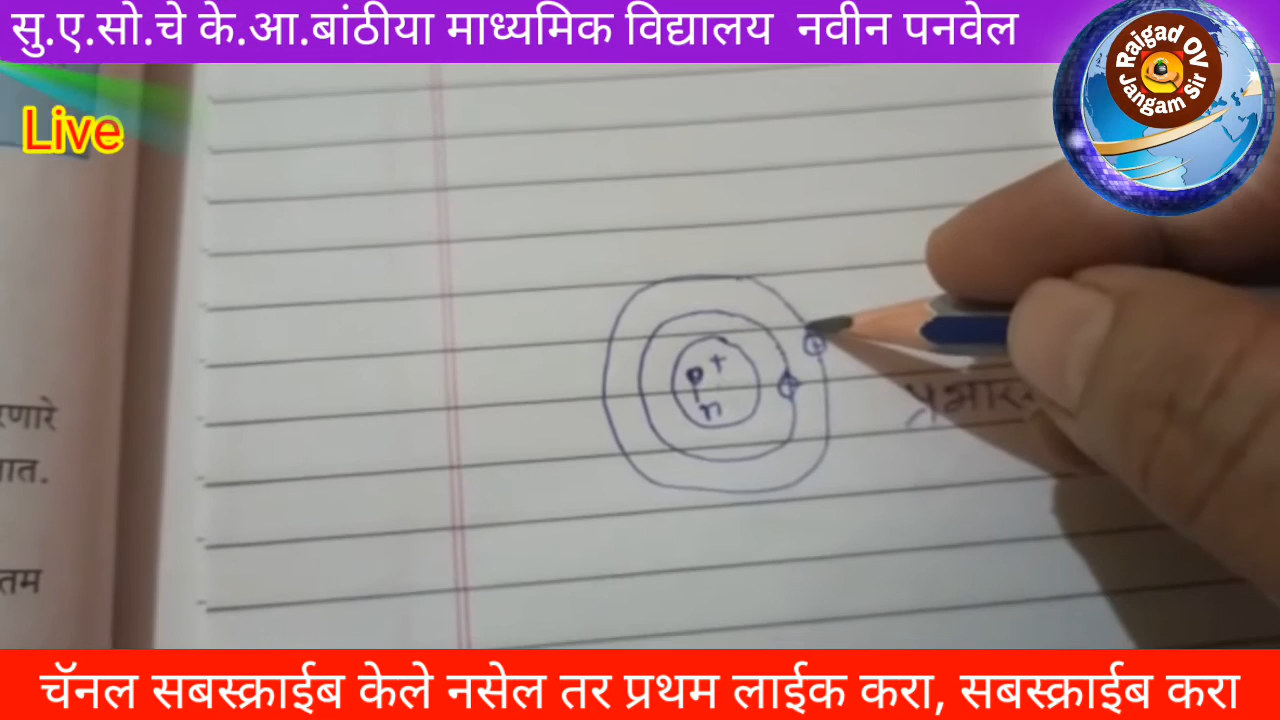 सु.ए.सो.चे के.आ.बांठीया माध्यमिक विद्यालय नवीन पनवेल
Raigad OV
Jangam Sir
Live
p +
n
तम
चॅनल सबस्क्राईब केले नसेल तर प्रथम लाईक करा, सबस्क्राईब करा